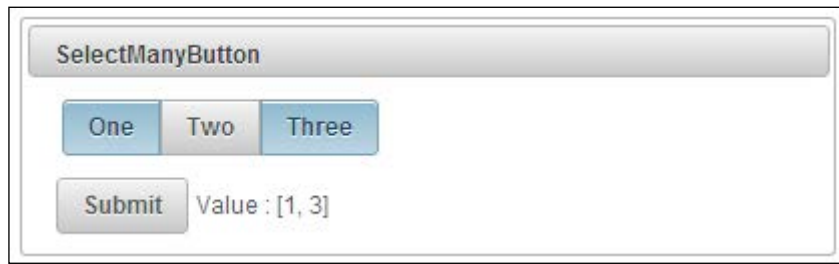 SelectManyButton
One Two Three
Submit Value : [1, 3]